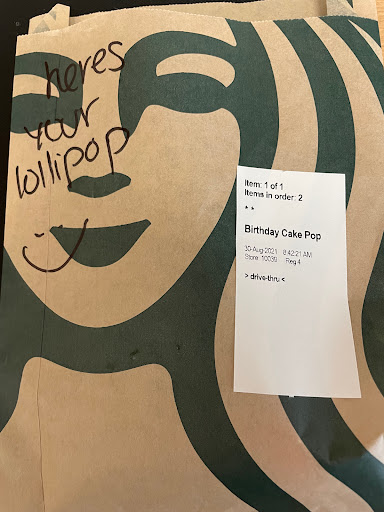 heres
your
lollipop
Item: 1 of 1
Items in order: 2
* *
Birthday Cake Pop
30-Aug-2021 8:42:21 AM
Store 10039 Reg 4
> drive-thru <